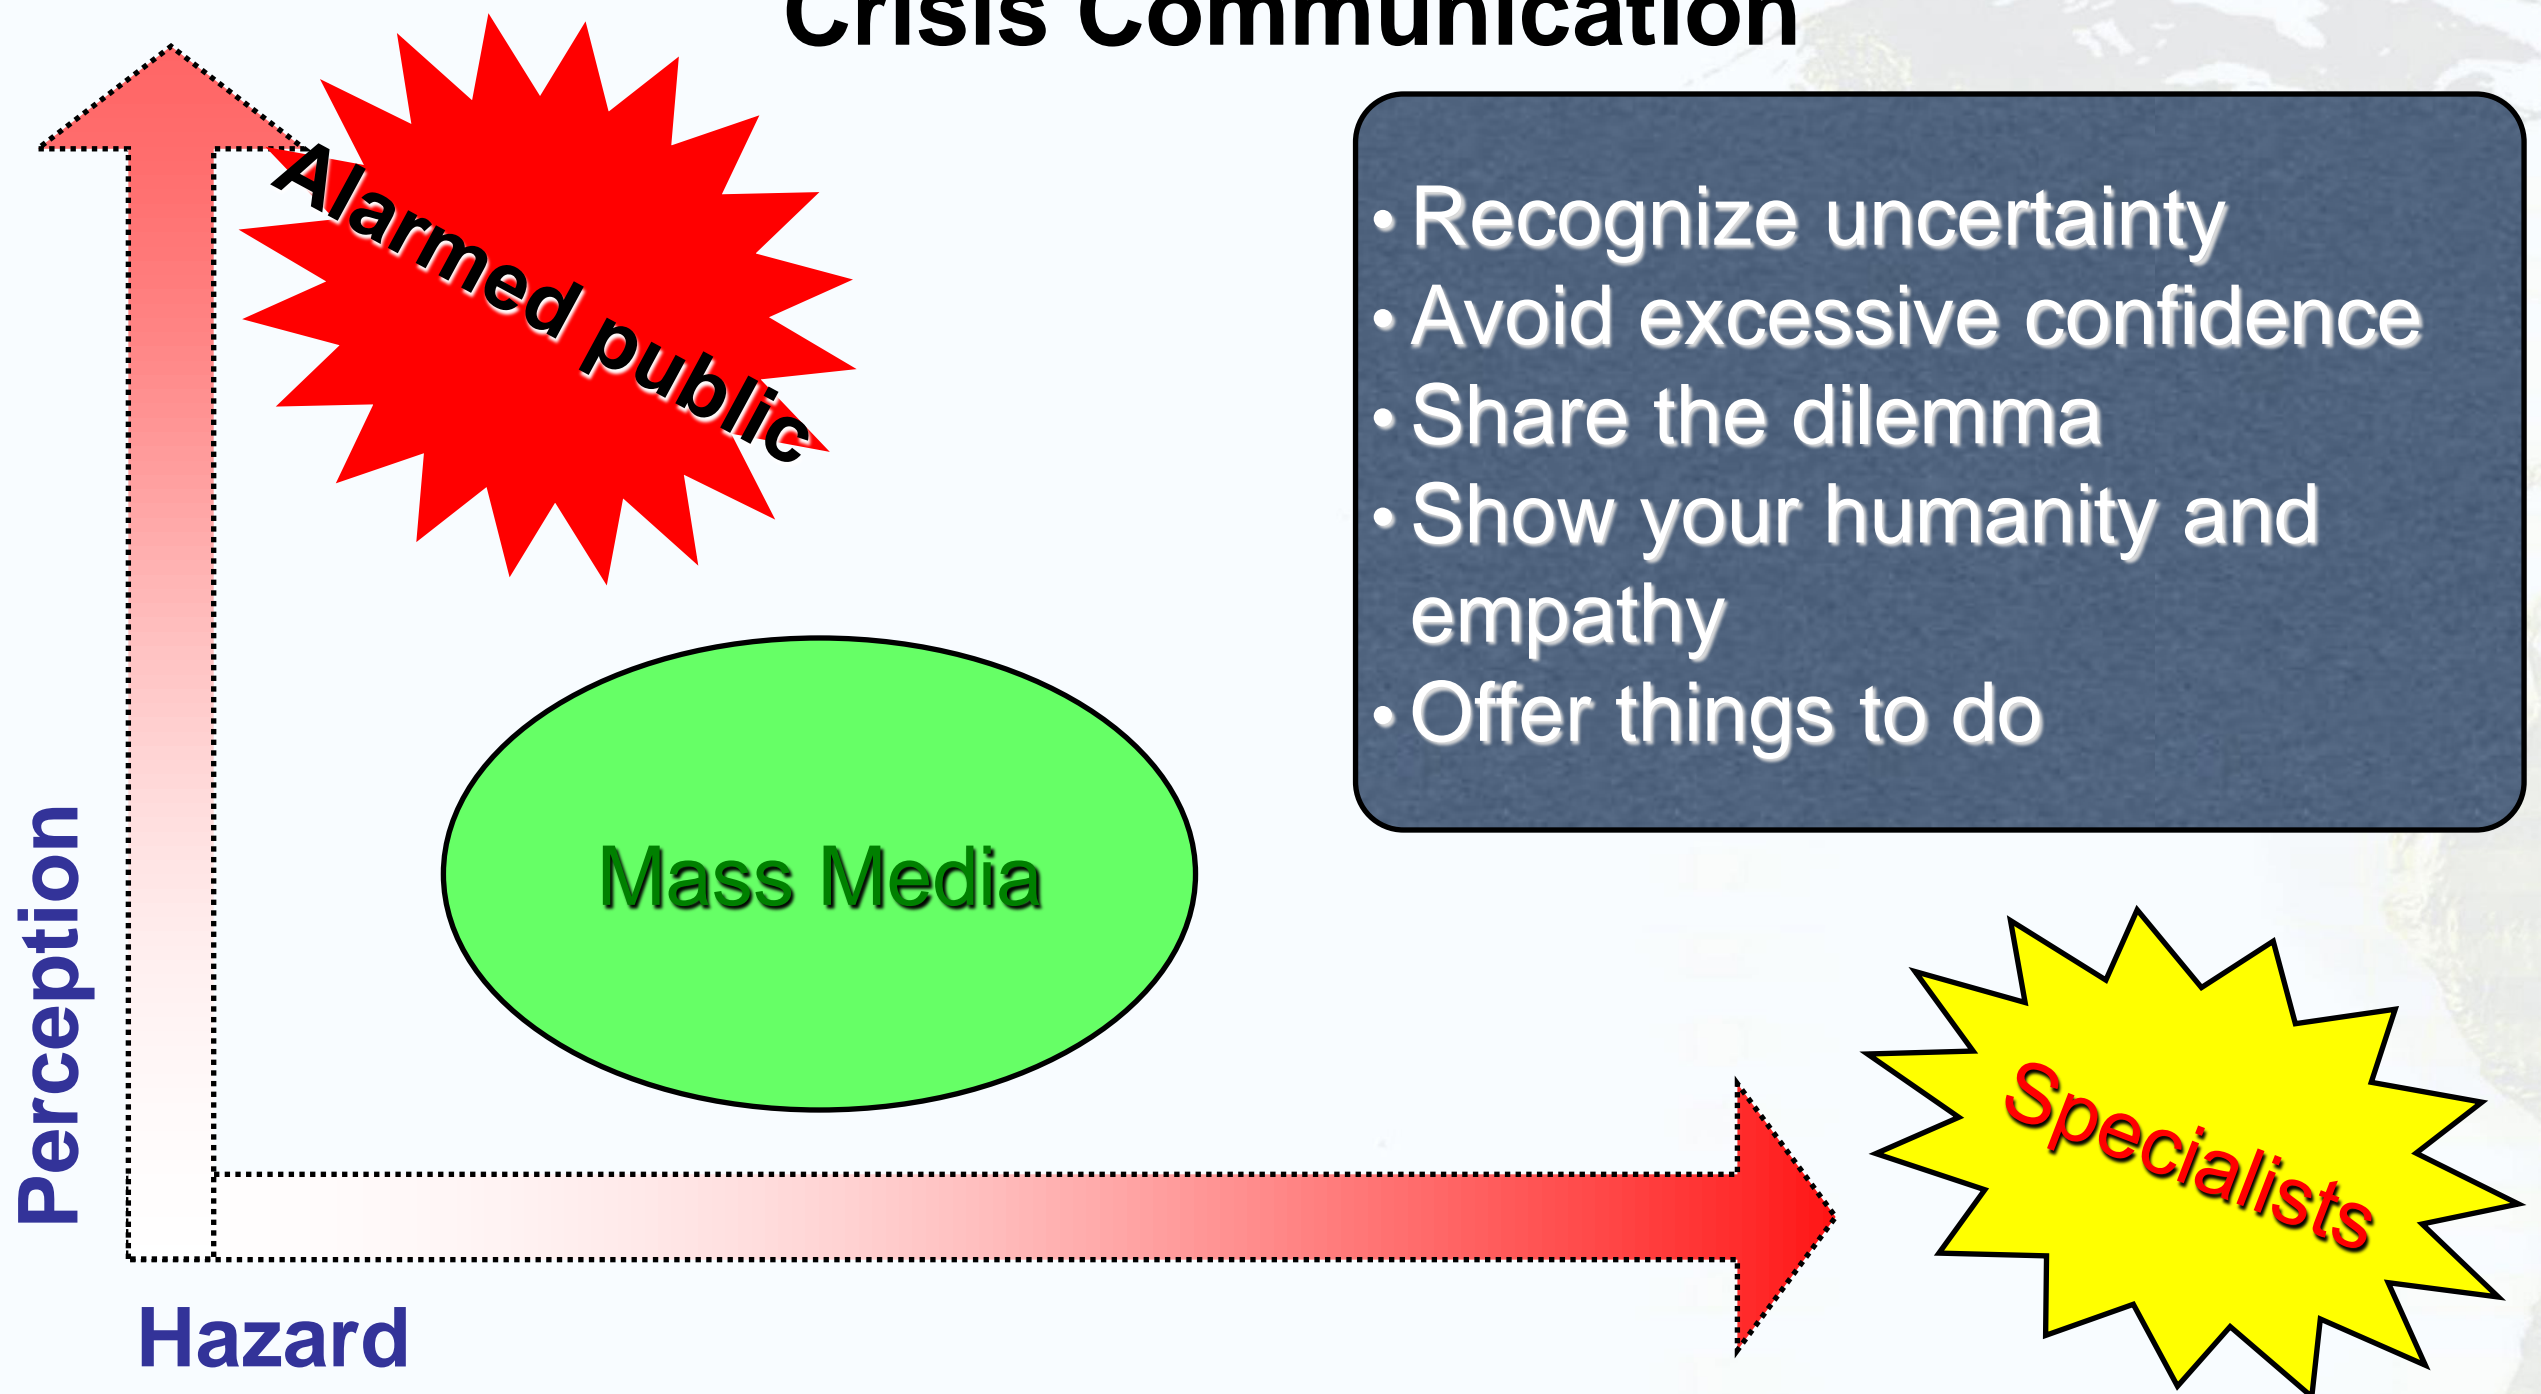 Crisis Communication
Alarmed public
• Recognize uncertainty
• Avoid excessive confidence
• Share the dilemma
• Show your humanity and
empathy
• Offer things to do
Mass Media
Perception
Specialists
Hazard